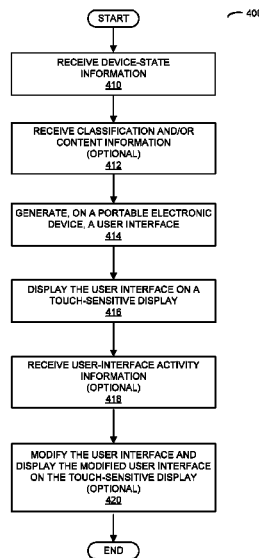 START
400
RECEIVE DEVICE-STATE
INFORMATION
410
RECEIVE CLASSIFICATION AND/OR
CONTENT INFORMATION
(OPTIONAL)
412
GENERATE, ON A PORTABLE ELECTRONIC
DEVICE, A USER INTERFACE
414
DISPLAY THE USER INTERFACE ON A
TOUCH-SENSITIVE DISPLAY
416
RECEIVE USER-INTERFACE ACTIVITY
INFORMATION
(OPTIONAL)
418
MODIFY THE USER INTERFACE AND
DISPLAY THE MODIFIED USER INTERFACE
ON THE TOUCH-SENSITIVE DISPLAY
(OPTIONAL)
420
END